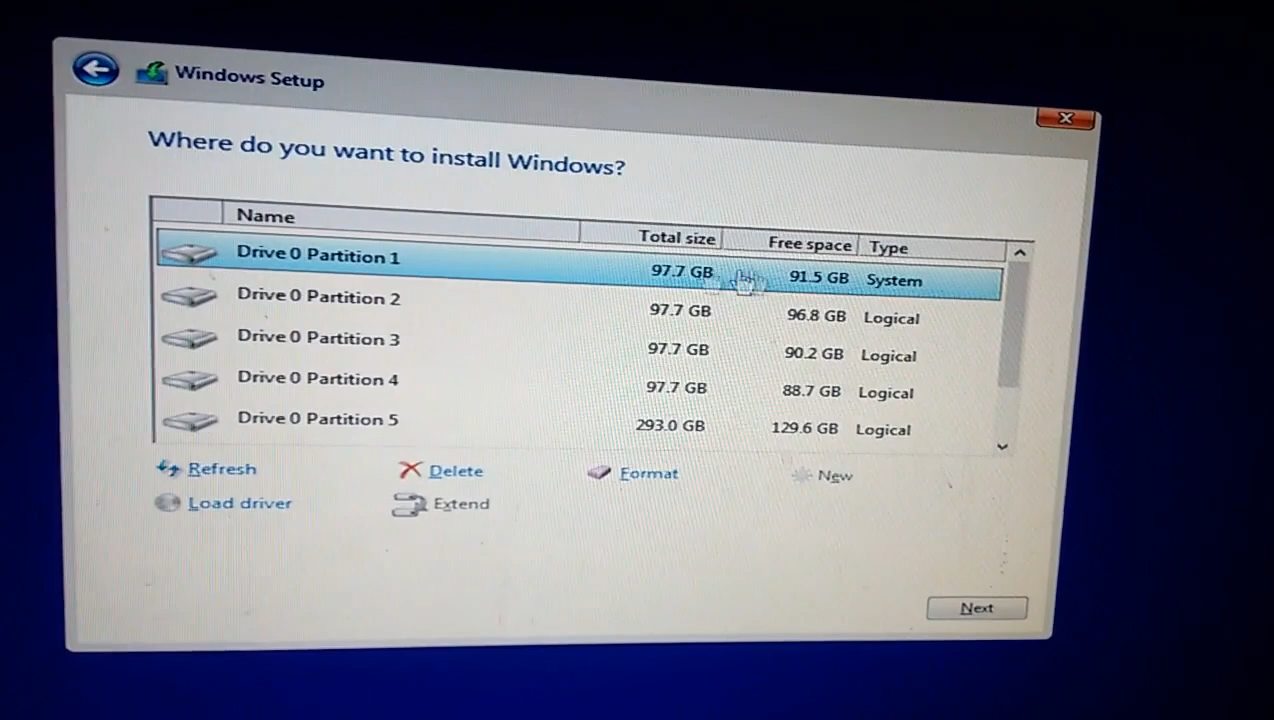 Windows Setup
Where do you want to install Windows?
Name Total size Free space Type
Drive 0 Partition 1 97.7 GB 91.5 GB System
Drive 0 Partition 2 97.7 GB 96.8 GB Logical
Drive 0 Partition 3 97.7 GB 90.2 GB Logical
Drive 0 Partition 4 97.7 GB 88.7 GB Logical
Drive 0 Partition 5 293.0 GB 129.6 GB Logical
Refresh Delete Format New
Load driver Extend
Next